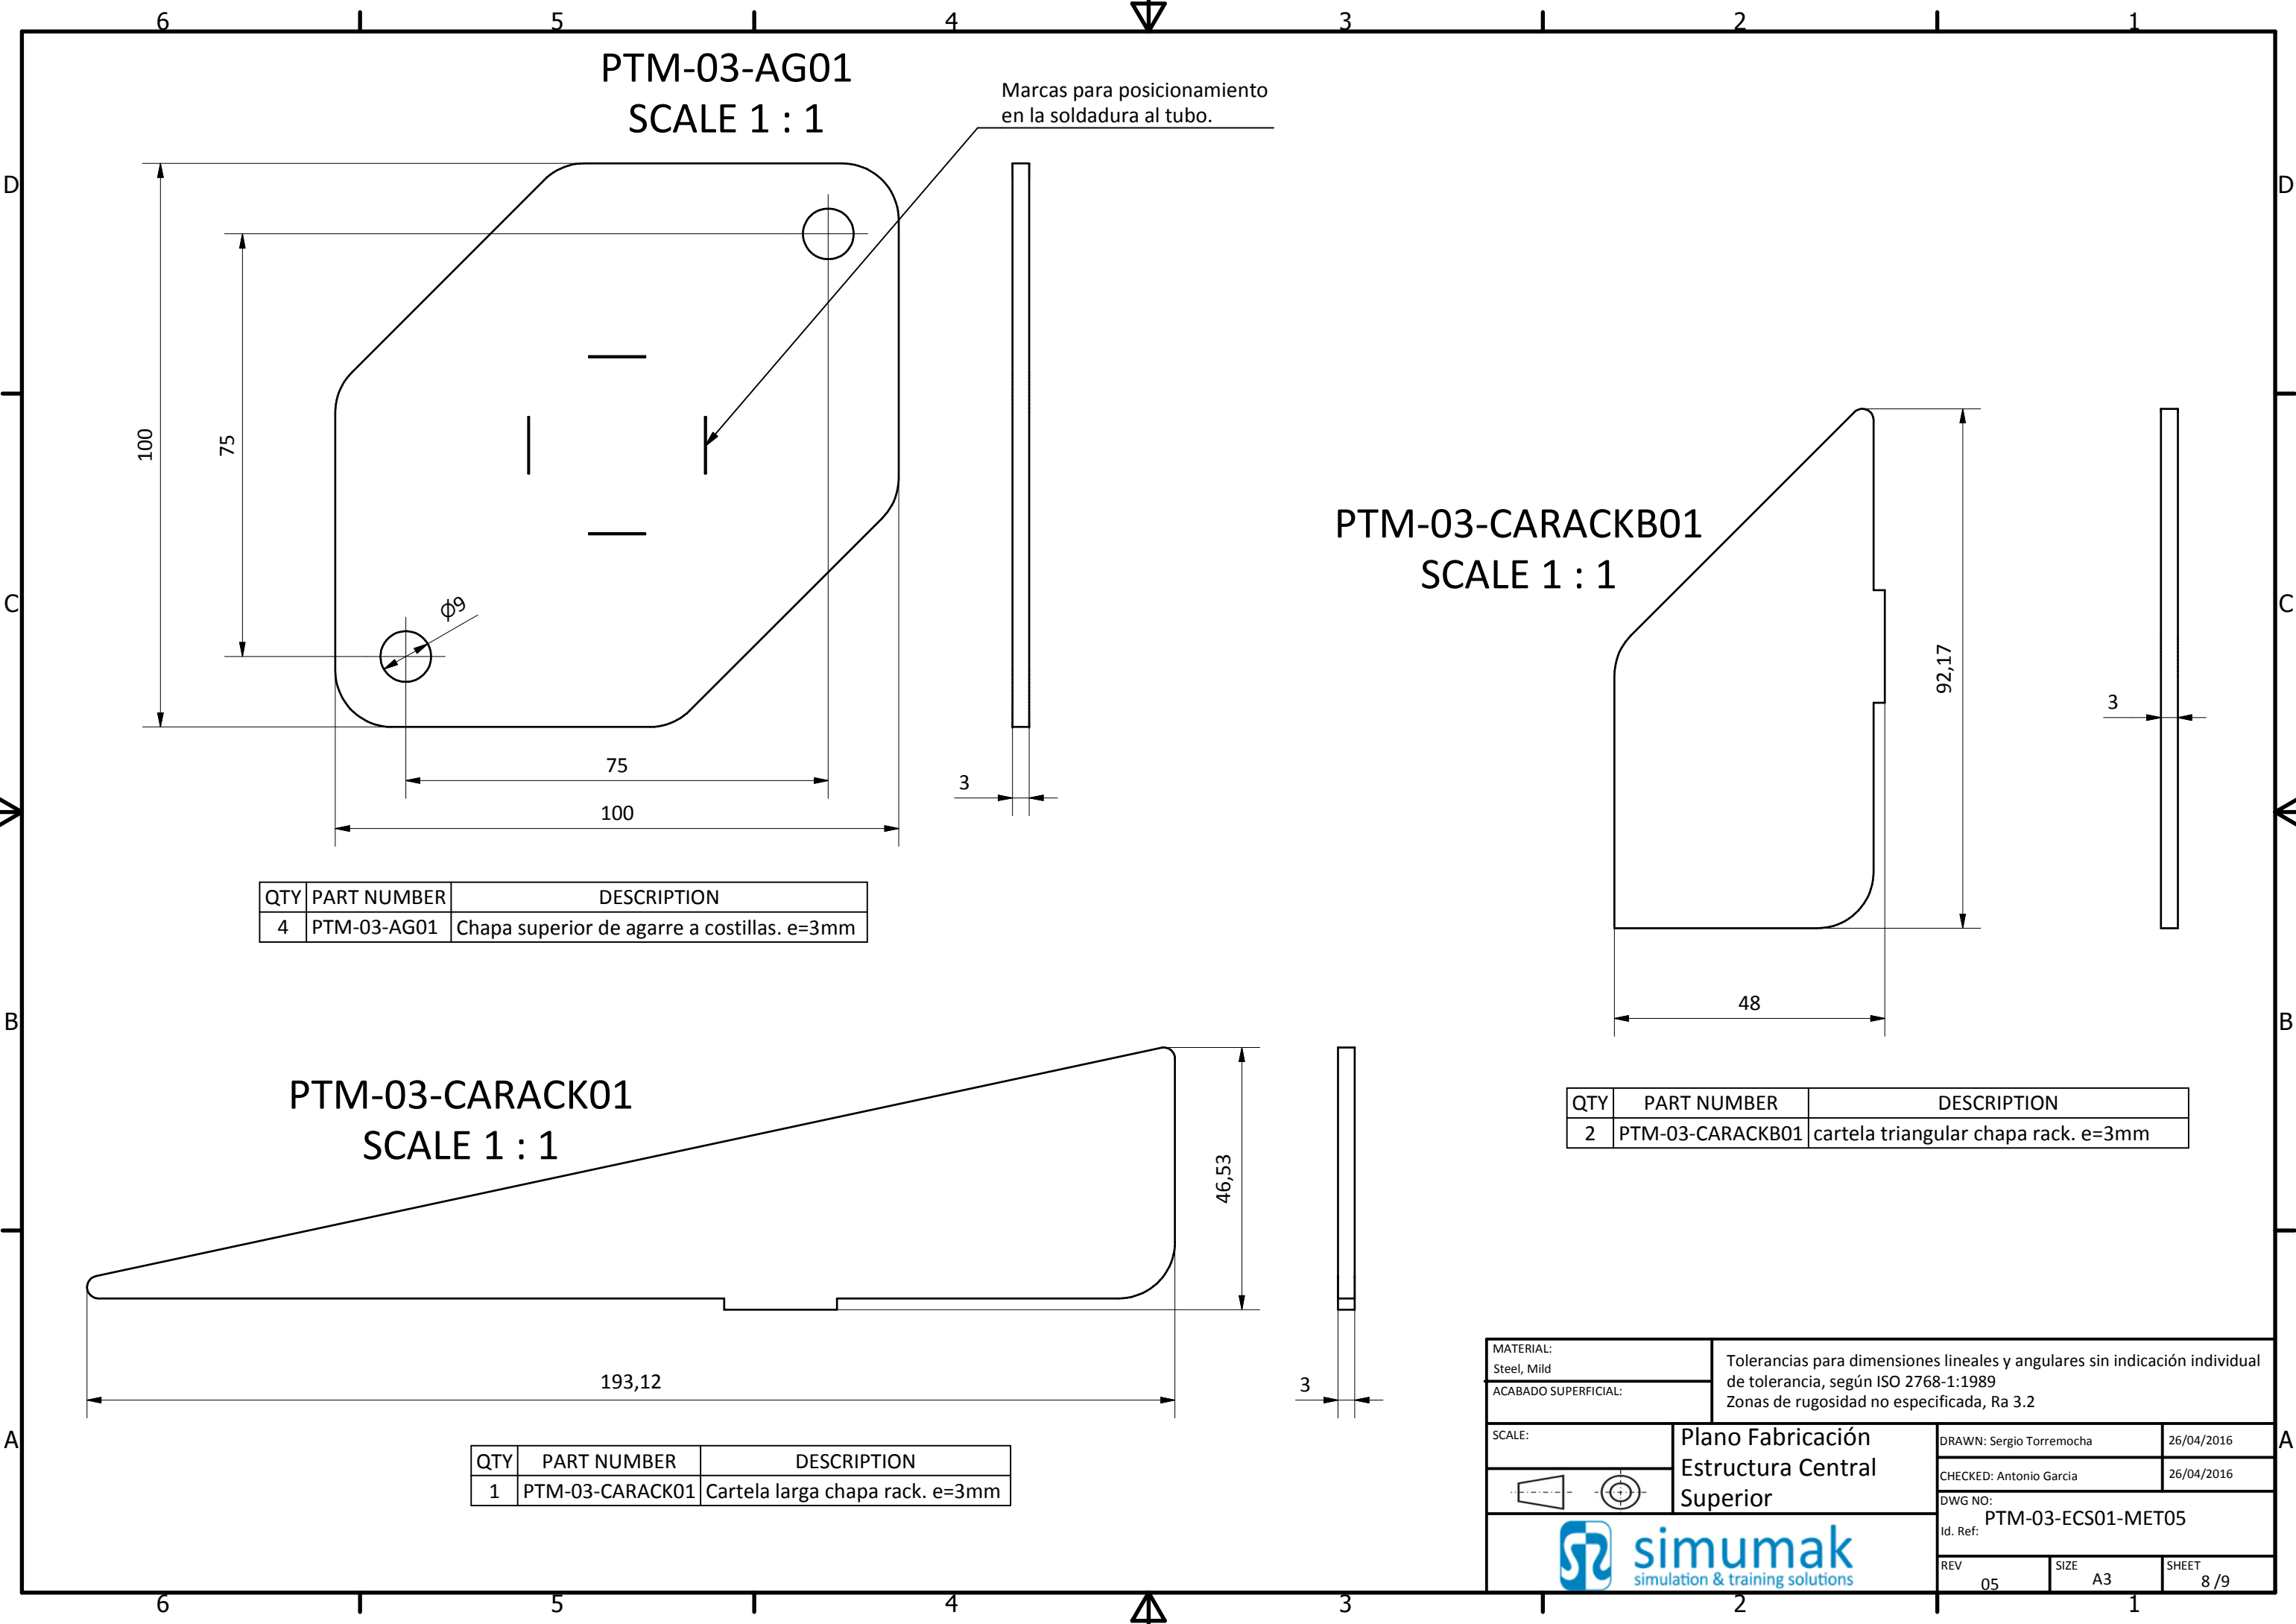 6 5 4 3 2 1
PTM-03-AG01
SCALE 1 : 1
Marcas para posicionamiento
en la soldadura al tubo.
D
D
100
75
Φ9
75
100
3
C
C
PTM-03-CARACKB01
SCALE 1 : 1
92,17
3
48
QTY PART NUMBER DESCRIPTION
4 PTM-03-AG01 Chapa superior de agarre a costillas. e=3mm
B
B
PTM-03-CARACK01
SCALE 1 : 1
46,53
193,12
3
QTY PART NUMBER DESCRIPTION
2 PTM-03-CARACKB01 cartela triangular chapa rack. e=3mm
QTY PART NUMBER DESCRIPTION
1 PTM-03-CARACK01 Cartela larga chapa rack. e=3mm
A
A
MATERIAL:
Steel, Mild
ACABADO SUPERFICIAL:
Tolerancias para dimensiones lineales y angulares sin indicación individual
de tolerancia, según ISO 2768-1:1989
Zonas de rugosidad no especificada, Ra 3.2
SCALE:
Plano Fabricación
Estructura Central
Superior
DRAWN: Sergio Torremocha 26/04/2016
CHECKED: Antonio Garcia 26/04/2016
DWG NO:
Id. Ref: PTM-03-ECS01-MET05
simumak
simulation & training solutions
REV 05
SIZE A3
SHEET 8 /9
6 5 4 3 2 1